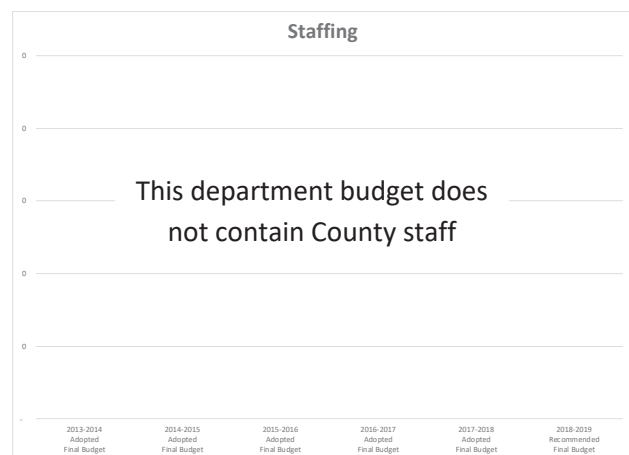 Staffing
0
0
0
0
0
-
This department budget does
not contain County staff
2013-2014
Adopted
Final Budget
2014-2015
Adopted
Final Budget
2015-2016
Adopted
Final Budget
2016-2017
Adopted
Final Budget
2017-2018
Adopted
Final Budget
2018-2019
Recommended
Final Budget